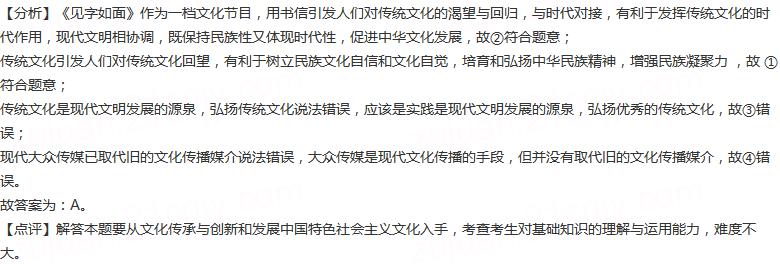 【分析】《见字如面》作为一档文化节目，用书信引发人们对传统文化的渴望与回归，与时代对接，有利于发挥传统文化的时
代作用，现代文明相协调，既保持民族性又体现时代性，促进中华文化发展，故②符合题意；
传统文化引发人们对传统文化回望，有利于树立民族文化自信和文化自觉，培育和弘扬中华民族精神，增强民族凝聚力 ，故 ①
符合题意；
传统文化是现代文明发展的源泉，弘扬传统文化说法错误，应该是实践是现代文明发展的源泉，弘扬优秀的传统文化，故③错
误；
现代大众传媒已取代旧的文化传播媒介说法错误，大众传媒是现代文化传播的手段，但并没有取代旧的文化传播媒介，故④错
误。
故答案为：A。
【点评】解答本题要从文化传承与创新和发展中国特色社会主义文化入手，考查考生对基础知识的理解与运用能力，难度不
大。